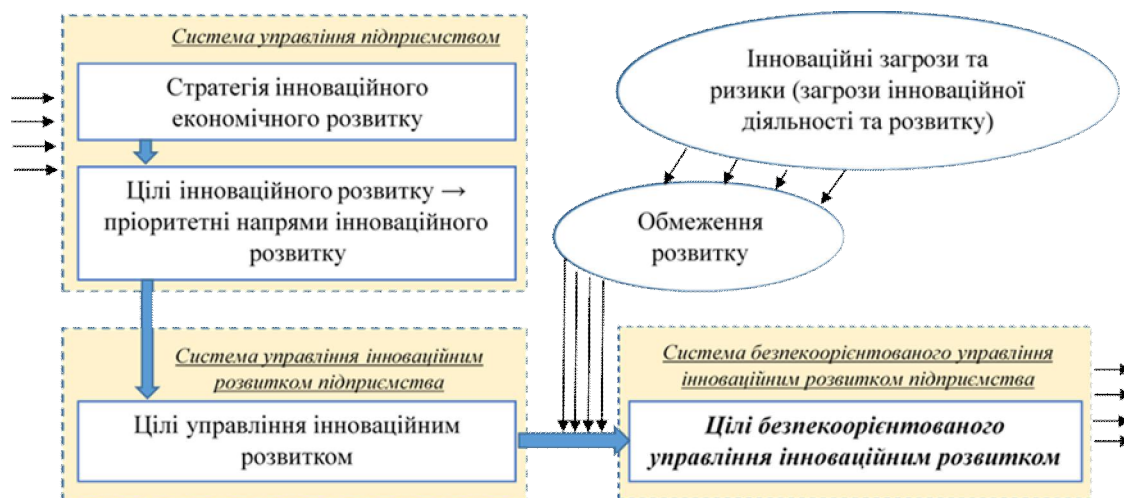 Система управління підприємством
Стратегія інноваційного
економічного розвитку
Цілі інноваційного розвитку →
пріоритетні напрями інноваційного
розвитку
Інноваційні загрози та
ризики (загрози інноваційної
діяльності та розвитку)
Обмеження
розвитку
Система управління інноваційним
розвитком підприємства
Цілі управління інноваційним
розвитком
Система безпекоорієнтованого управління
інноваційним розвитком підприємства
Цілі безпекоорієнтованого
управління інноваційним розвитком